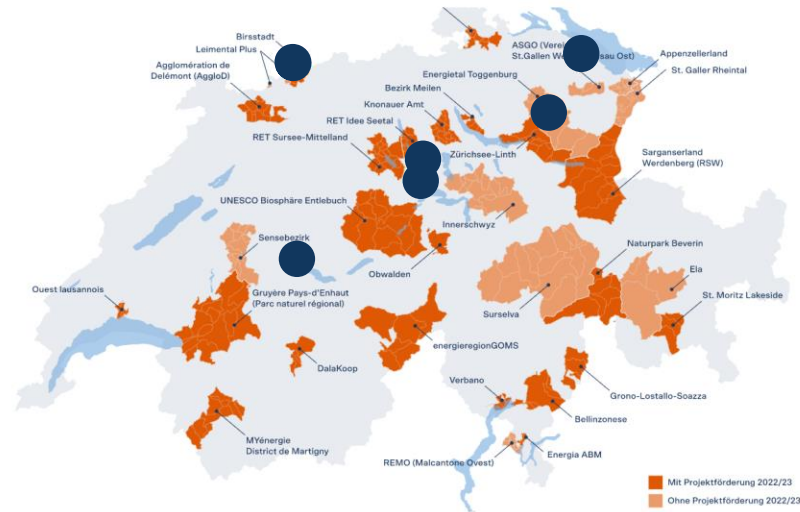 Birsstadt
Leimental Plus
Agglomération de
Delémont (AggloD)
ASGO (Verei
St.Gallen We
sau Ost)
Appenzellerland
St. Galler Rheintal
Energietal Toggenburg
Bezirk Meilen
Knonauer Amt
RET Idee Seetal
RET Sursee-Mittelland
Zürichsee-Linth
Sarganserland
Werdenberg (RSW)
UNESCO Biosphäre Entlebuch
Innerschwyz
Sensebezirk
Obwalden
Naturpark Beverin
Ela
Ouest lausannois
Gruyère Pays-d'Enhaut
(Parc naturel régional)
St. Moritz Lakeside
Surselva
energieregionGOMS
DalaKoop
Verbano
Grono-Lostallo-Soazza
Bellinzonese
MYénergie
District de Martigny
REMO (Malcantone Ovest)
Energia ABM
Mit Projektförderung 2022/23
Ohne Projektförderung 2022/23